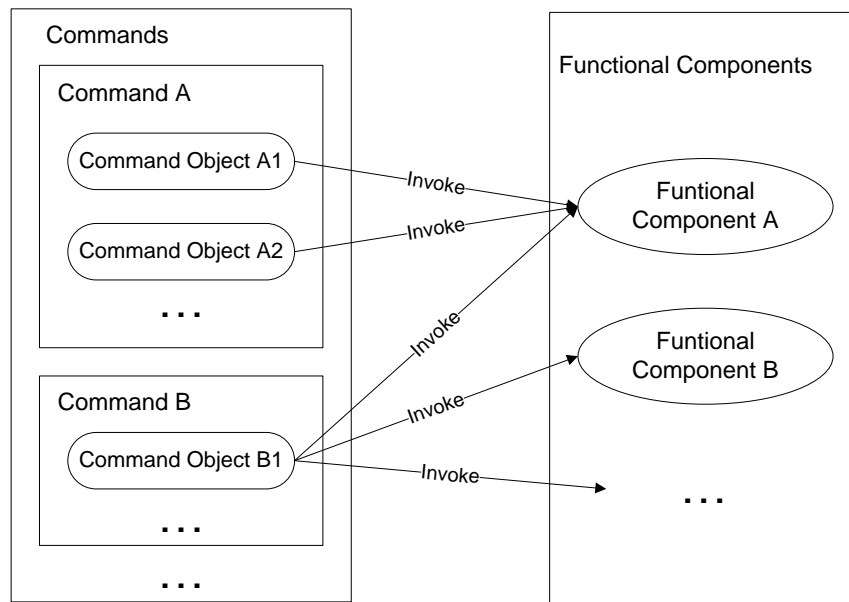 Commands
Command A
Command Object A1
Command Object A2
. . .
Command B
Command Object B1
. . .
. . .
Invoke
Invoke
Invoke
Invoke
Invoke
Functional Components
Funtional
Component A
Funtional
Component B
. . .